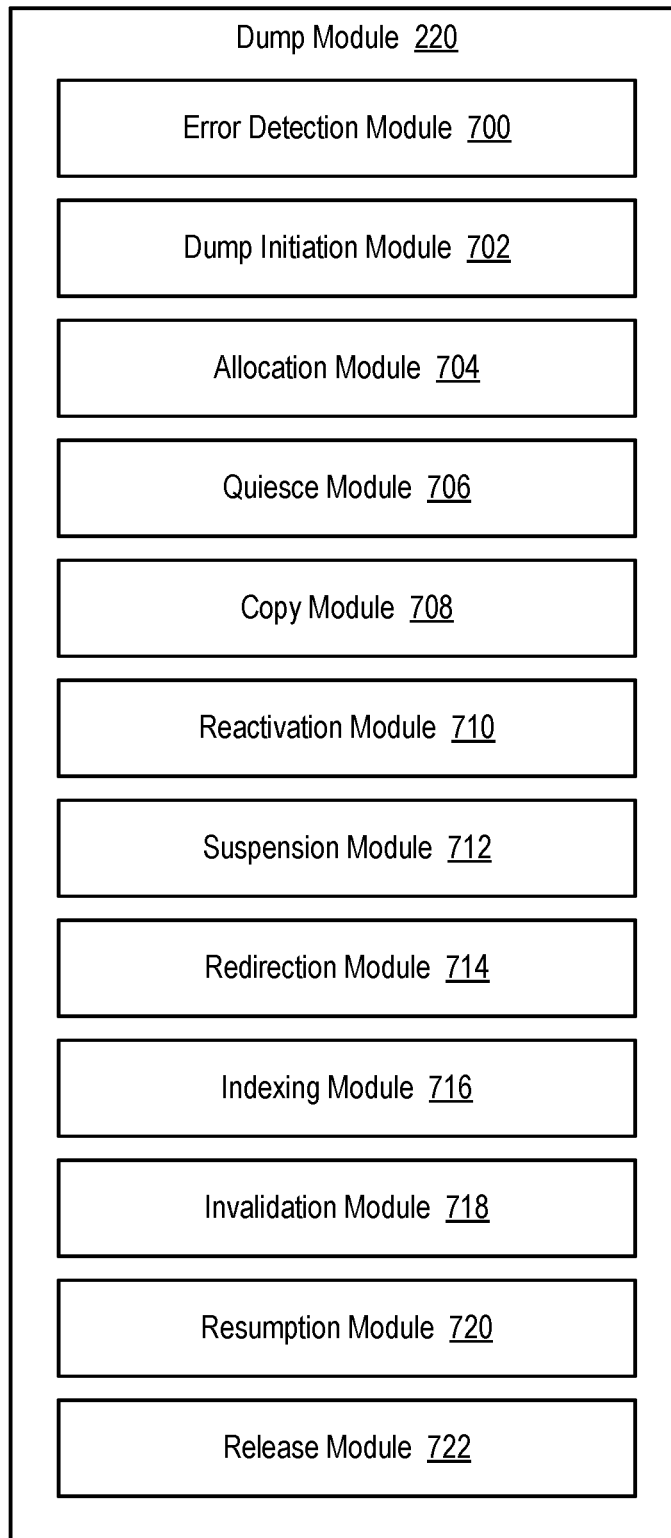 Dump Module 220
Error Detection Module 700
Dump Initiation Module 702
Allocation Module 704
Quiesce Module 706
Copy Module 708
Reactivation Module 710
Suspension Module 712
Redirection Module 714
Indexing Module 716
Invalidation Module 718
Resumption Module 720
Release Module 722